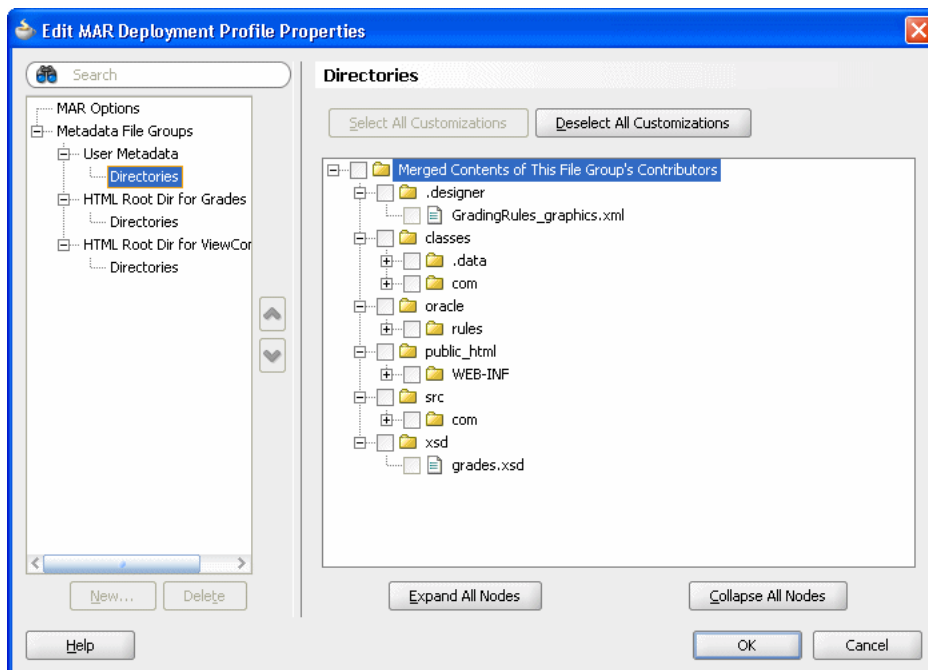 Edit MAR Deployment Profile Properties
Search
MAR Options
Metadata File Groups
User Metadata
Directories
HTML Root Dir for Grades
Directories
HTML Root Dir for ViewCor
Directories
New...
Delete
Directories
Select All Customizations
Deselect All Customizations
Merged Contents of This File Group's Contributors
.designer
GradingRules_graphics.xml
classes
.data
com
oracle
rules
public_html
WEB-INF
src
com
xsd
grades.xsd
Expand All Nodes
Collapse All Nodes
Help
OK
Cancel